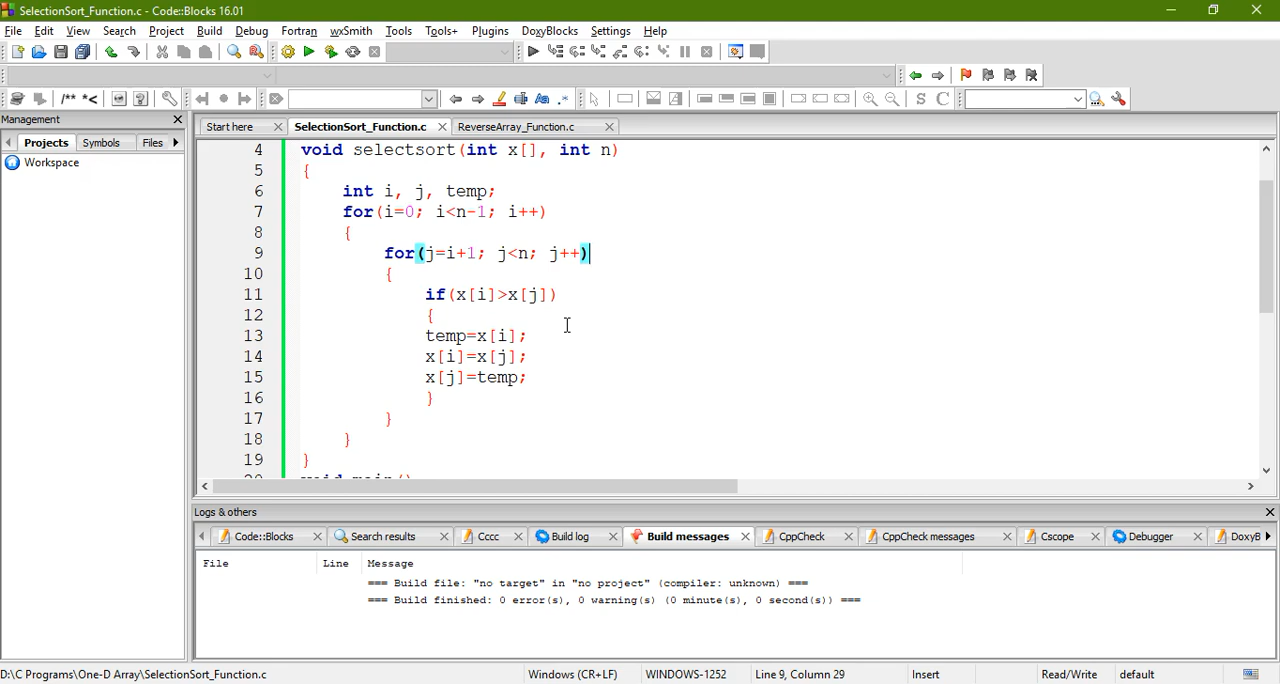 SelectionSort_Function.c - Code::Blocks 16.01
File Edit View Search Project Build Debug Fortran wxSmith Tools Tools+ Plugins DoxyBlocks Settings Help
/** *<
S C
Management
Projects Symbols Files
Workspace
Start here SelectionSort_Function.c ReverseArray_Function.c
4 void selectsort(int x[], int n)
5 {
6 int i, j, temp;
7 for(i=0; i<n-1; i++)
8 {
9 for(j=i+1; j<n; j++)
10 {
11 if(x[i]>x[j])
12 {
13 temp=x[i];
14 x[i]=x[j];
15 x[j]=temp;
16 }
17 }
18 }
19 }
Logs & others
Code::Blocks Search results Cccc Build log Build messages CppCheck CppCheck messages Cscope Debugger DoxyB
File Line Message
=== Build file: "no target" in "no project" (compiler: unknown) ===
=== Build finished: 0 error(s), 0 warning(s) (0 minute(s), 0 second(s)) ===
D:\C Programs\One-D Array\SelectionSort_Function.c Windows (CR+LF) WINDOWS-1252 Line 9, Column 29 Insert Read/Write default